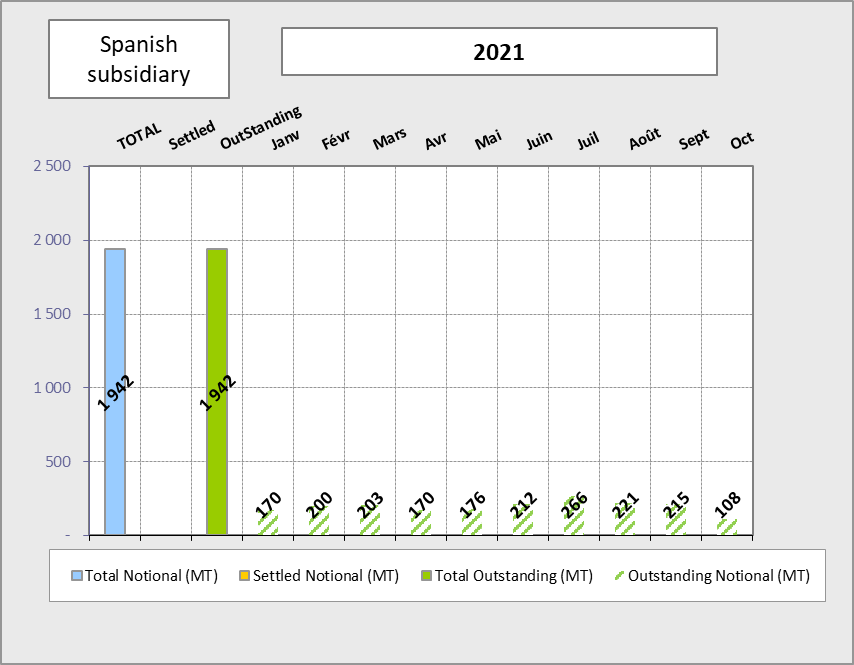 Spanish
subsidiary
2021
TOTAL
Settled
OutStanding
Janv
Févr
Mars
Avr
Mai
Juin
Juil
Août
Sept
Oct
2 500
2 000
1 500
1 000
500
-
1 942
1 942
170
200
203
170
176
212
266
221
215
108
Total Notional (MT) Settled Notional (MT) Total Outstanding (MT) Outstanding Notional (MT)